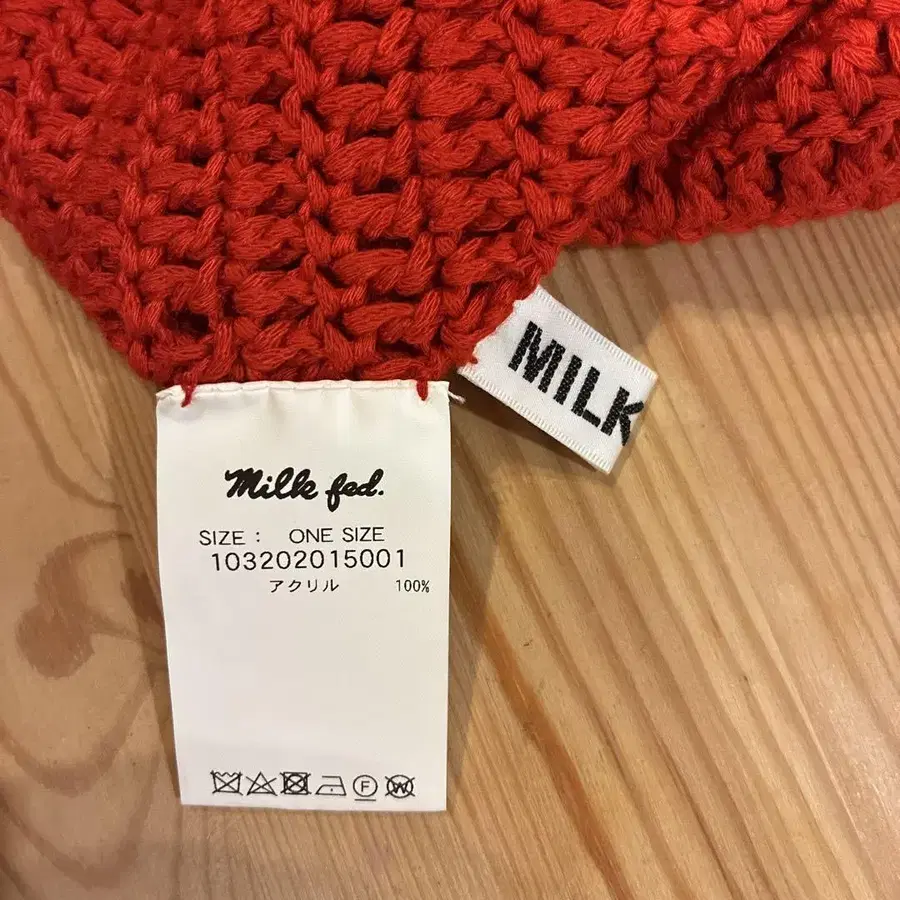 MILK
Milk fed.
SIZE : ONE SIZE
103202015001
アクリル 100%
F
W